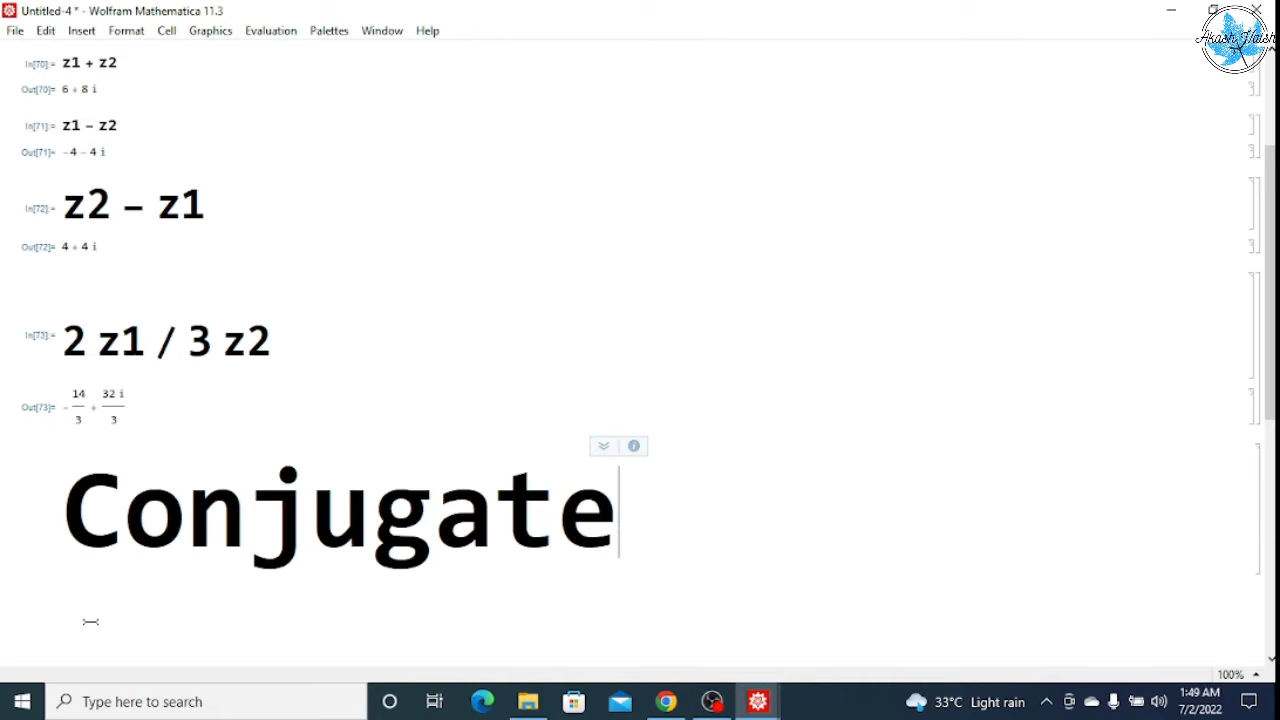 Untitled-4 * - Wolfram Mathematica 11.3
File Edit Insert Format Cell Graphics Evaluation Palettes Window Help
In[70]:= z1 + z2
Out[70]= 6 + 8 i
In[71]:= z1 - z2
Out[71]= -4 - 4 i
In[72]:= z2 - z1
Out[72]= 4 + 4 i
In[73]:= 2 z1 / 3 z2
Out[73]= - 14/3 + 32 i/3
Conjugate
100%
Type here to search
33°C Light rain
1:49 AM
7/2/2022